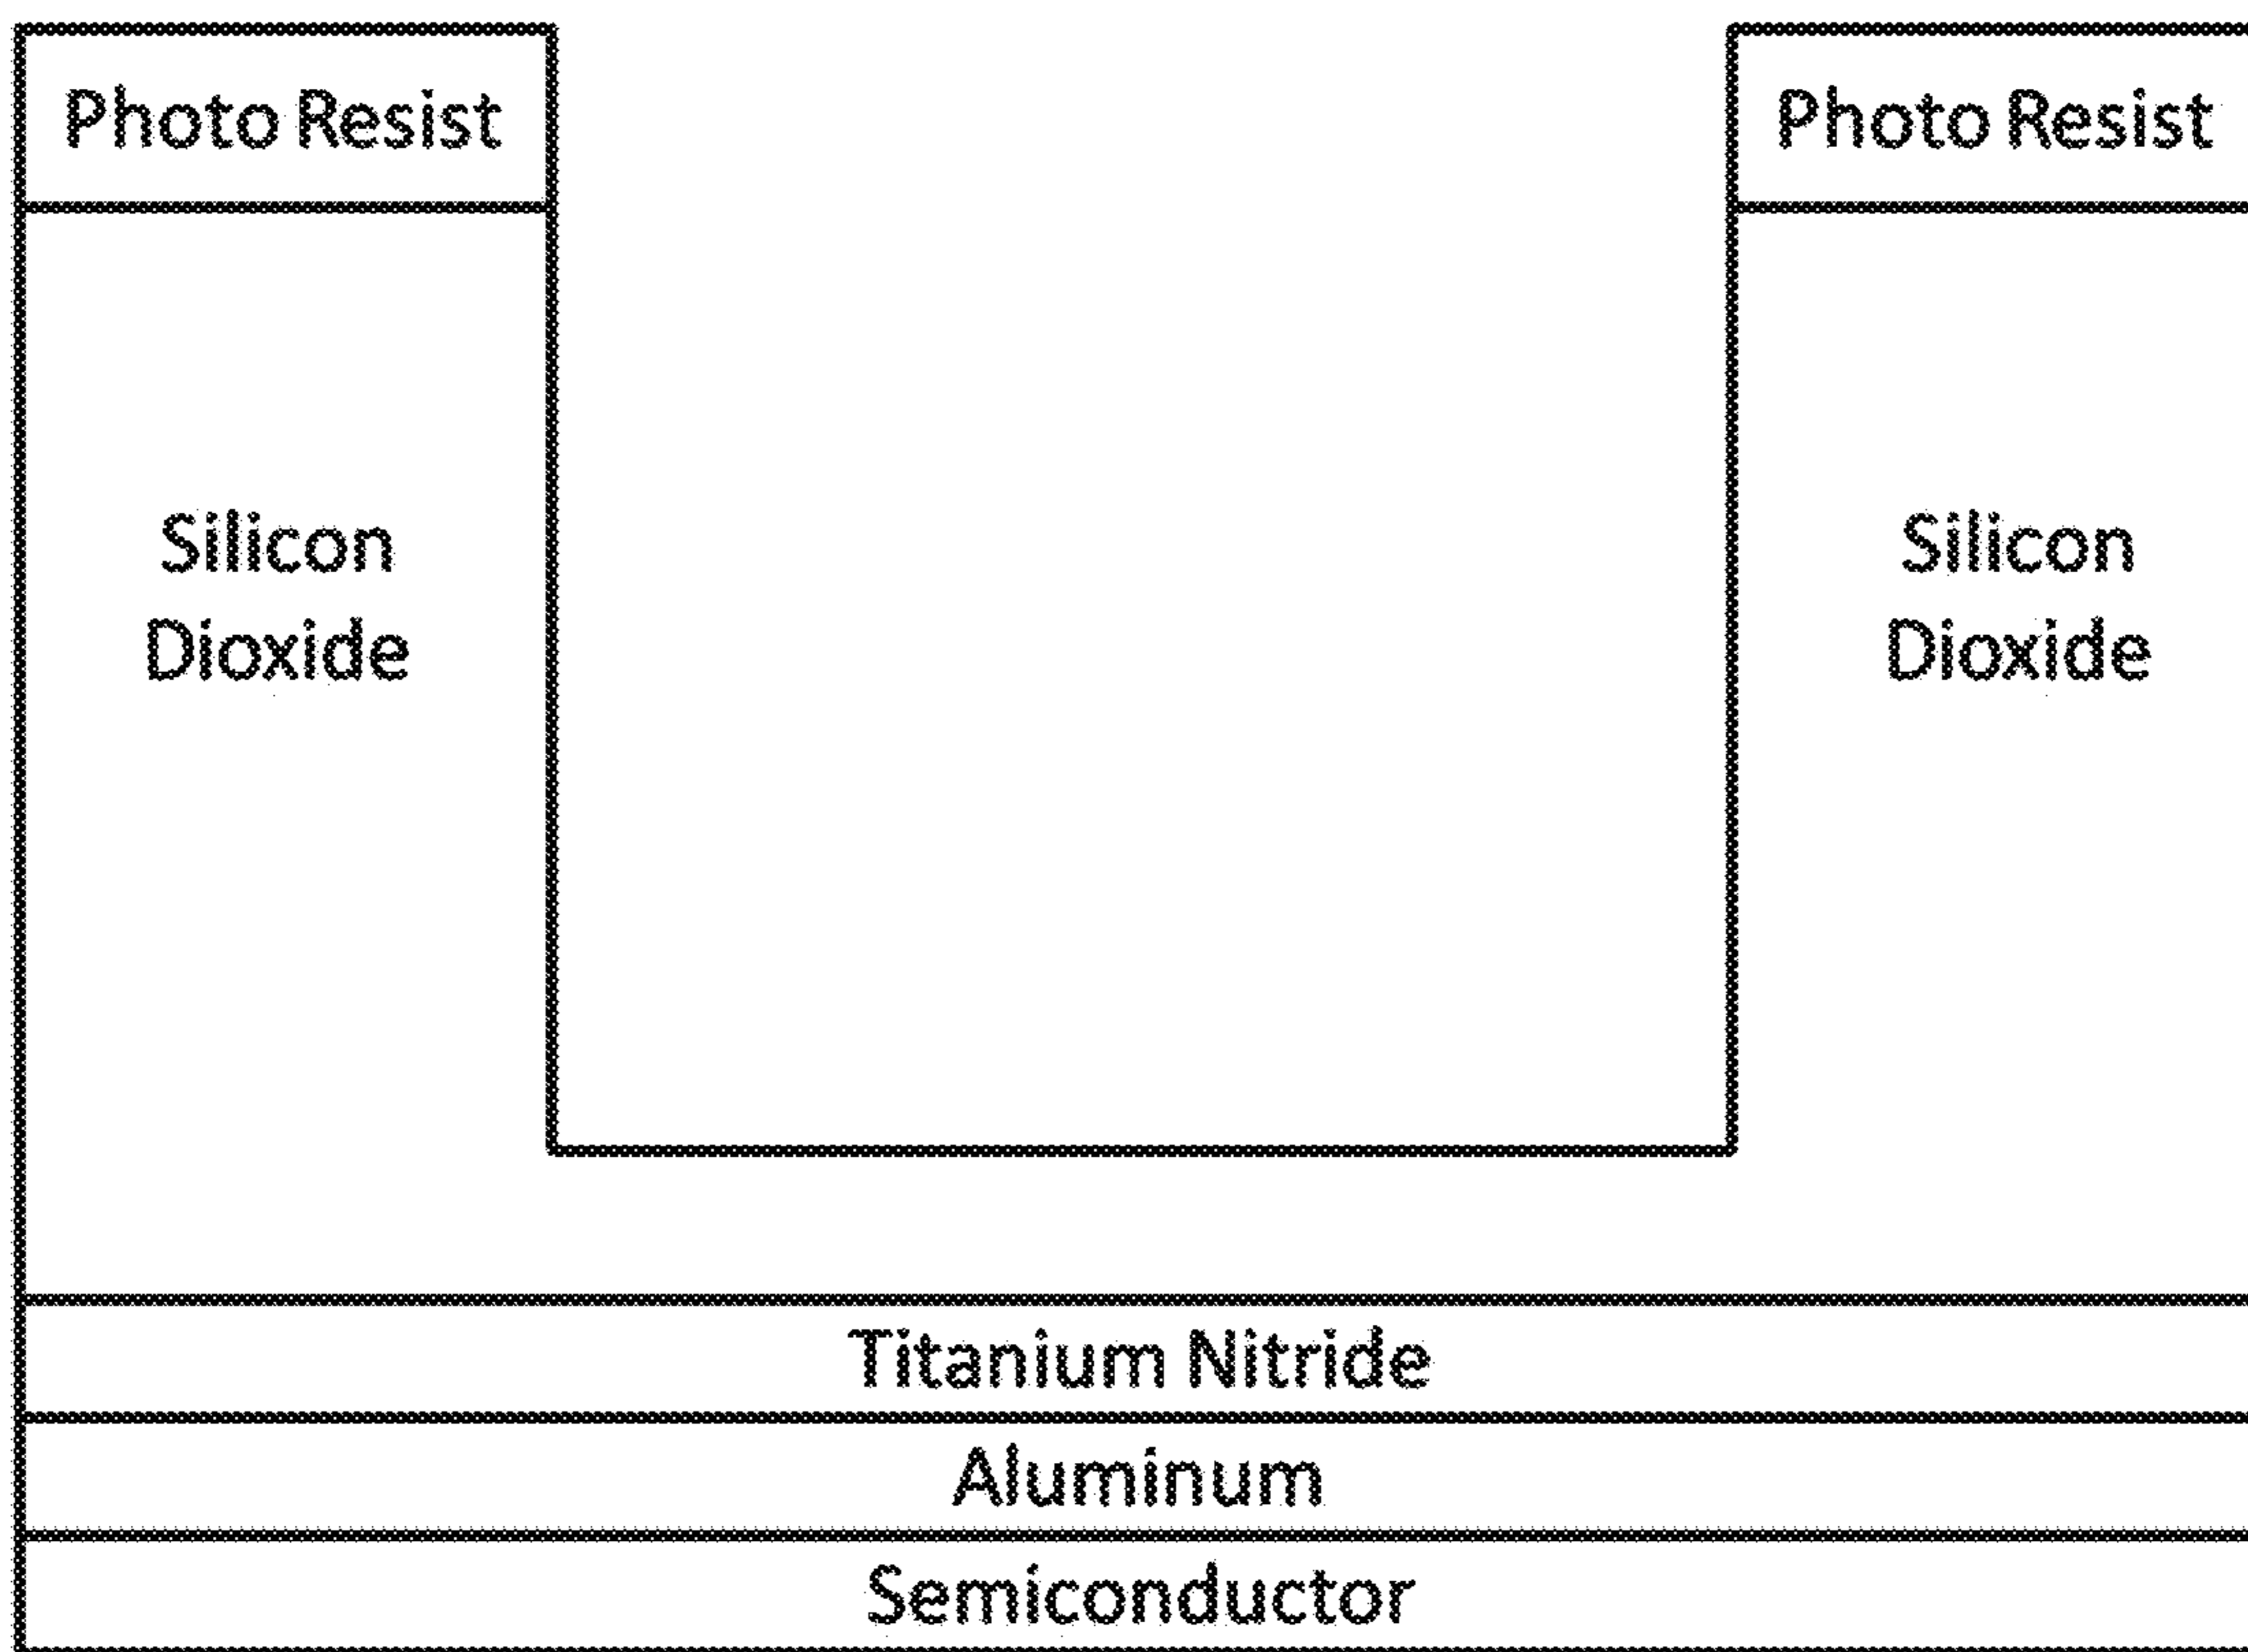 Photo Resist
Photo Resist
Silicon
Dioxide
Silicon
Dioxide
Titanium Nitride
Aluminum
Semiconductor